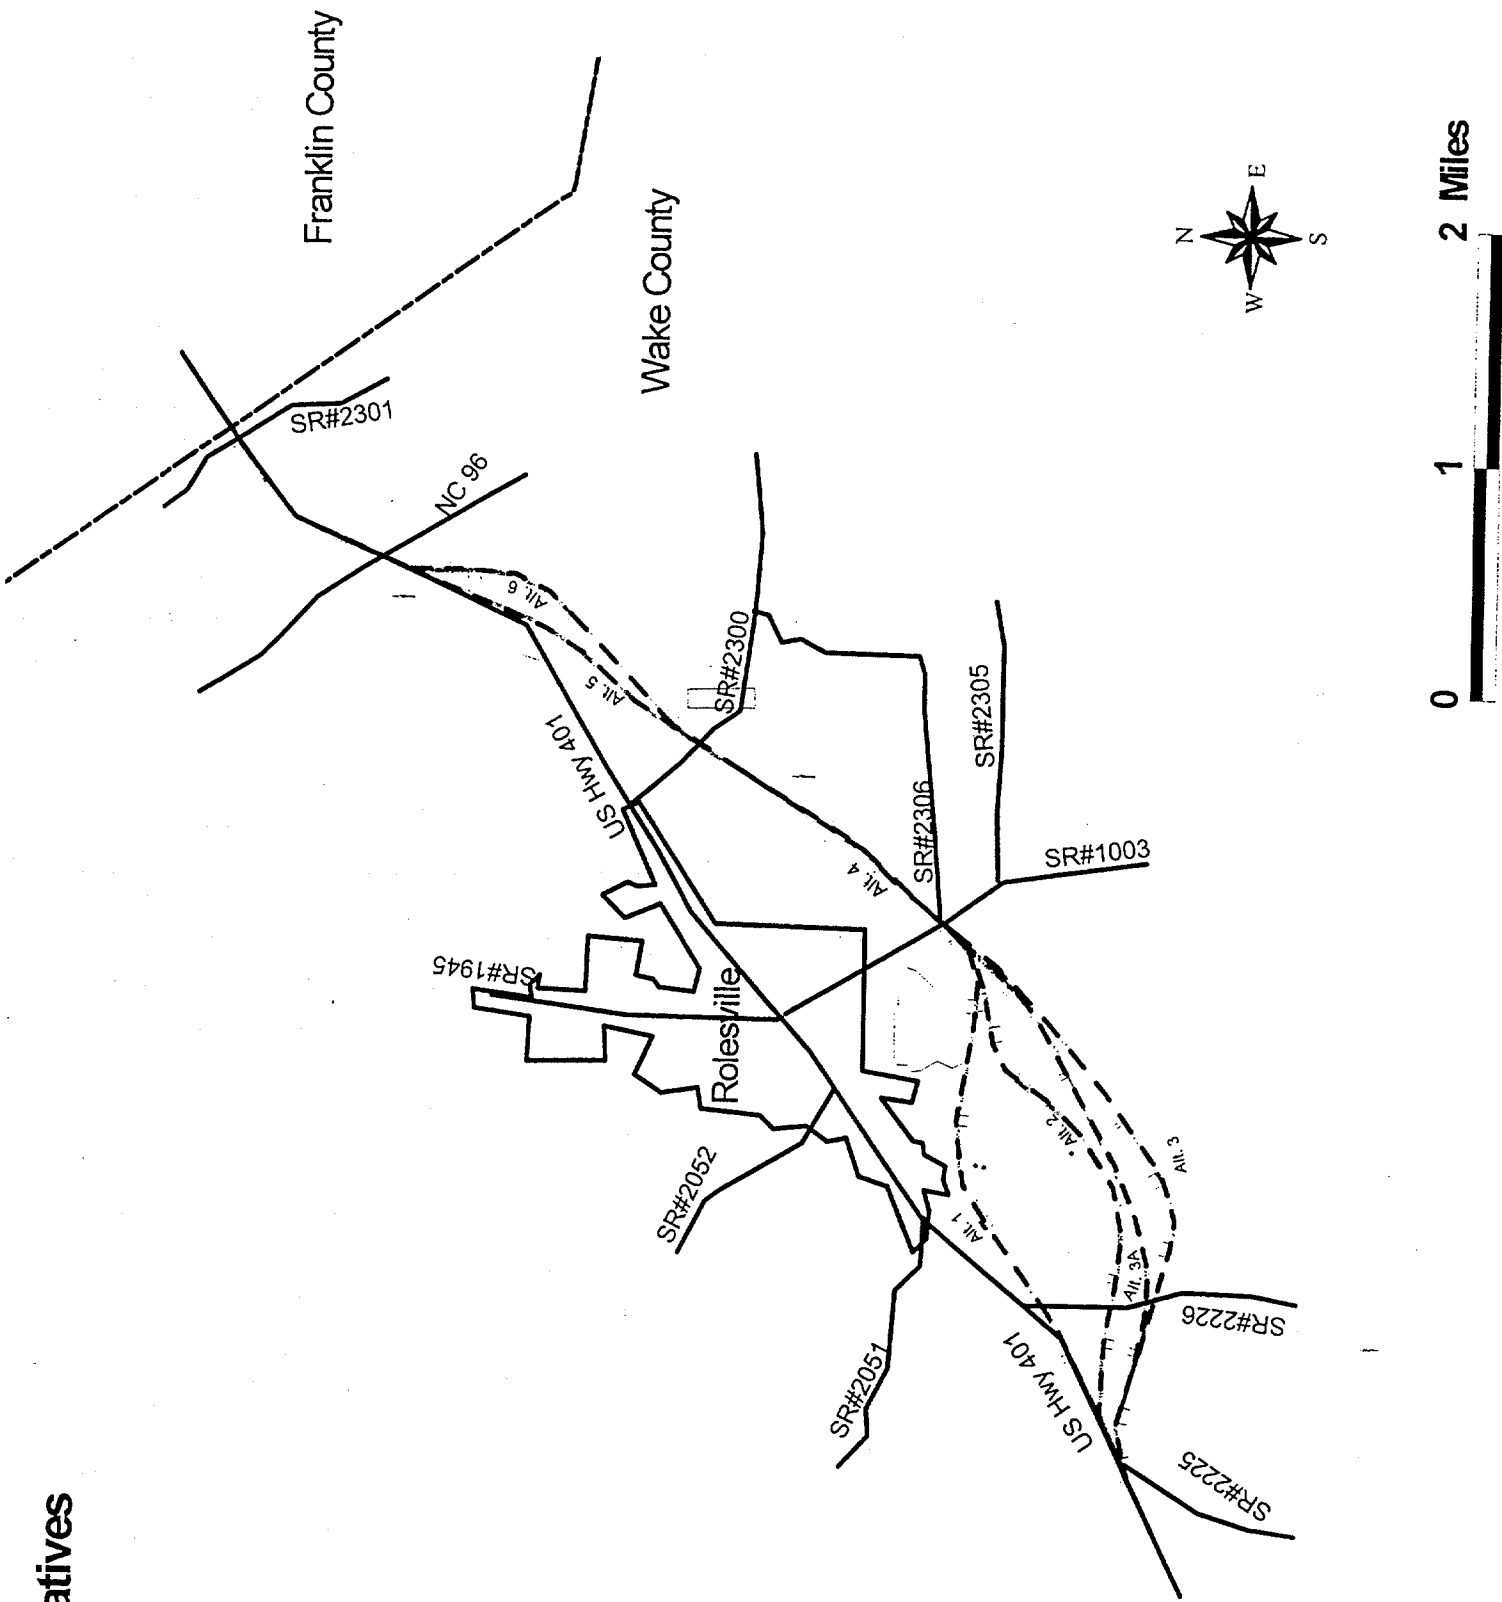 atives
Franklin County
Wake County
SR#2301
NC 96
Alt. 6
Alt. 5
SR#2300
US Hwy 401
SR#2305
SR#2306
SR#1003
Alt. 4
SR#1945
Rolesville
SR#2052
Alt. 2
Alt. 3
Alt. 1
Alt. 3A
SR#2051
US Hwy 401
SR#2226
SR#2225
N
E
S
W
0
1
2 Miles